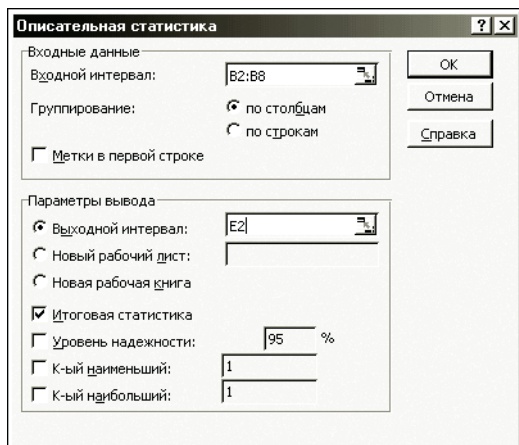 Описательная статистика
Входные данные
Входной интервал: B2:B8
Группирование: по столбцам
по строкам
Метки в первой строке
OK
Отмена
Справка
Параметры вывода
Выходной интервал: E2
Новый рабочий лист:
Новая рабочая книга
Итоговая статистика
Уровень надежности: 95 %
К-ый наименьший: 1
К-ый наибольший: 1